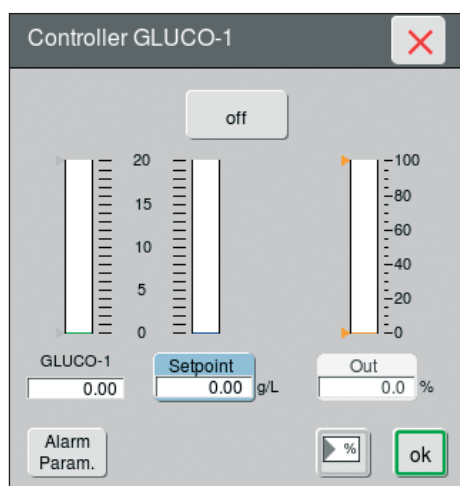 Controller GLUCO-1
off
20
15
10
5
0
100
80
60
40
20
0
GLUCO-1
0.00
Setpoint
0.00 g/L
Out
0.0 %
Alarm
Param.
%
ok